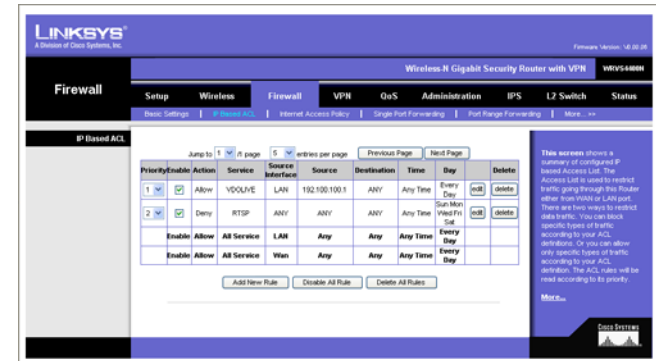 LINKSYS®
A Division of Cisco Systems, Inc.
Firmware Version: V0.00.05
Wireless-N Gigabit Security Router with VPN WRVS4400N
Firewall
Setup Wireless Firewall VPN QoS Administration IPS L2 Switch Status
Basic Settings | IP Based ACL | Internet Access Policy | Single Port Forwarding | Port Range Forwarding | More... >>
IP Based ACL
Jump to 1 /1 page 5 entries per page Previous Page Next Page
Priority Enable Action Service Source Interface Source Destination Time Day Delete
1 Allow VDOLIVE LAN 192.100.100.1 ANY Any Time Every Day edit delete
2 Deny RTSP ANY ANY ANY Any Time Sun Mon Wed Fri Sat edit delete
Enable Allow All Service LAN Any Any Any Time Every Day
Enable Allow All Service Wan Any Any Any Time Every Day
Add New Rule Disable All Rule Delete All Rules
This screen shows a
summary of configured IP
based Access List. The
Access List is used to restrict
traffic going through this Router
either from WAN or LAN port.
There are two ways to restrict
data traffic. You can block
specific types of traffic
according to your ACL
definitions. Or you can allow
only specific types of traffic
according to your ACL
definition. The ACL rules will be
read according to its priority.
More...
CISCO SYSTEMS